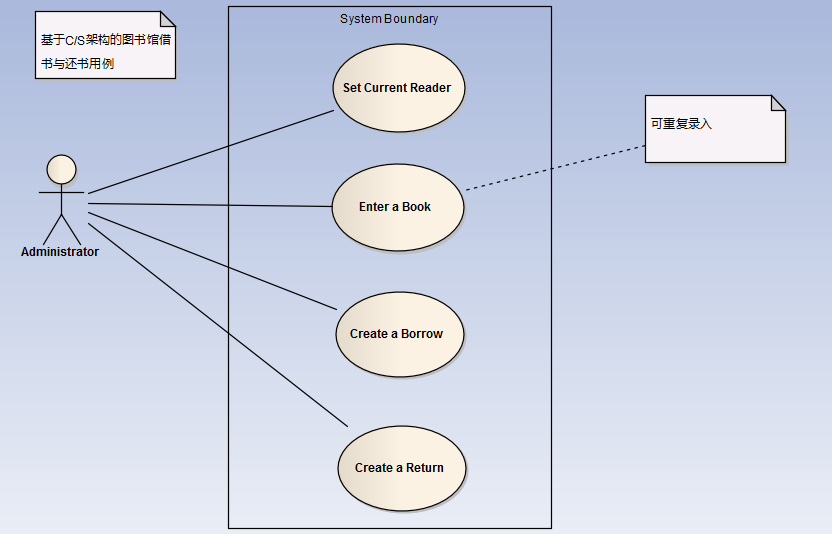 System Boundary
基于C/S架构的图书馆借
书与还书用例
Set Current Reader
可重复录入
Enter a Book
Administrator
Create a Borrow
Create a Return